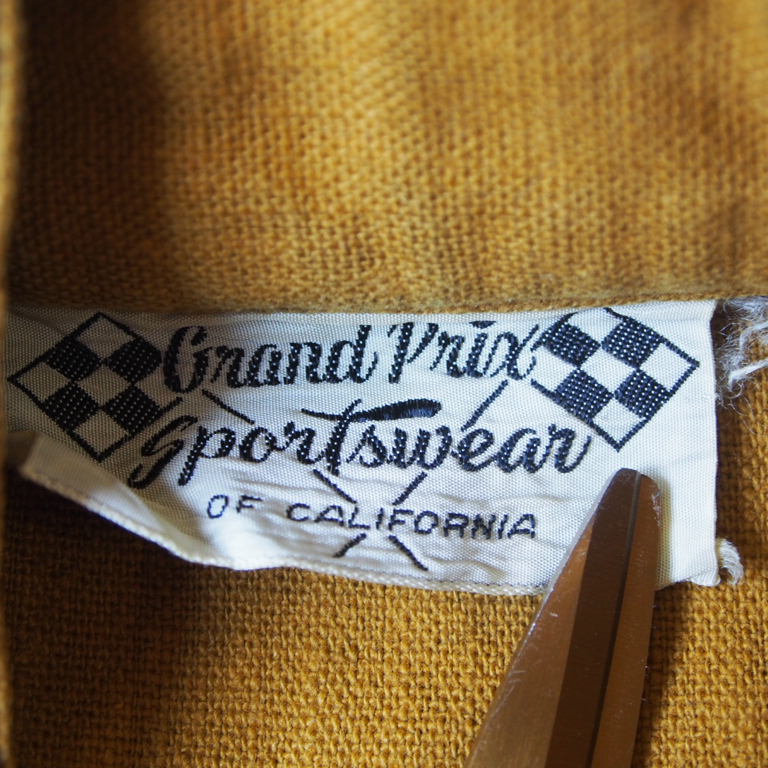 Grand Prix
Sportswear
OF CALIFORNIA